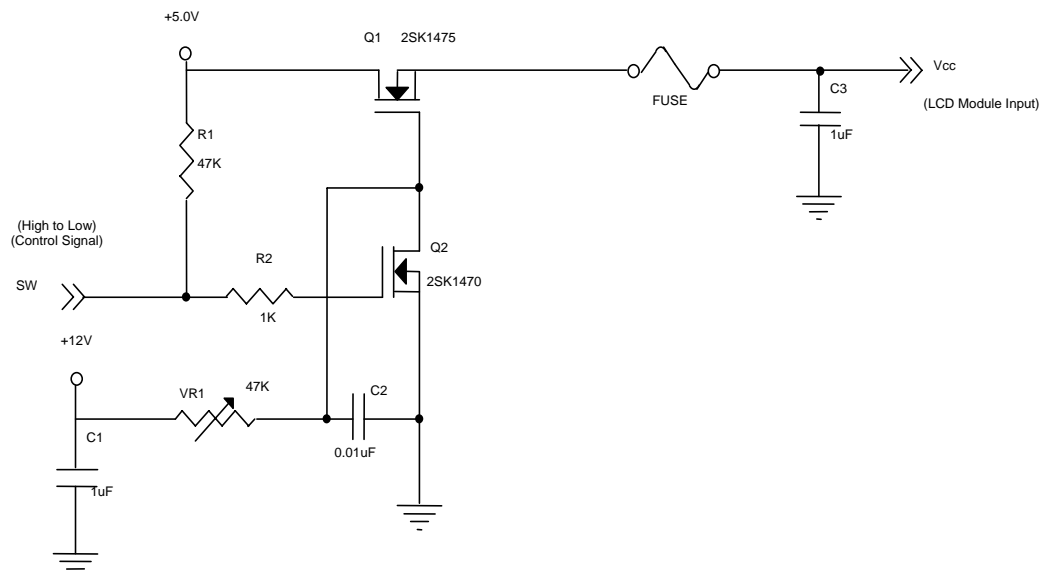 +5.0V
Q1 2SK1475
Vcc
FUSE
C3
(LCD Module Input)
1uF
R1
47K
(High to Low)
(Control Signal)
SW
R2
1K
Q2
2SK1470
+12V
VR1
47K
C2
0.01uF
C1
1uF